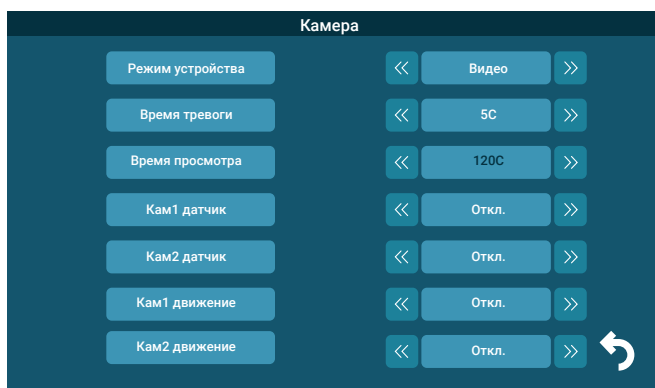 Камера
Режим устройства « Видео »
Время тревоги « 5С »
Время просмотра « 120С »
Кам1 датчик « Откл. »
Кам2 датчик « Откл. »
Кам1 движение « Откл. »
Кам2 движение « Откл. »